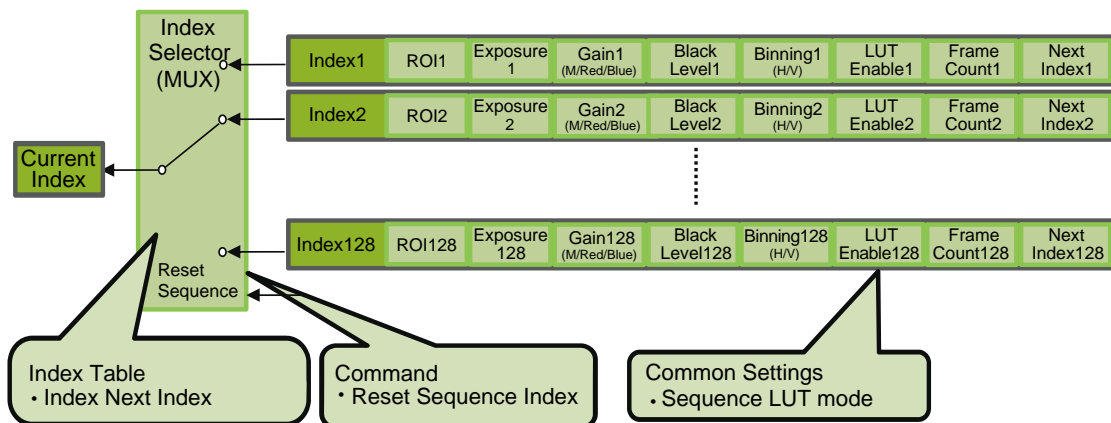 Index
Selector
(MUX)
Index1 ROI1 Exposure 1 Gain1 (M/Red/Blue) Black Level1 Binning1 (H/V) LUT Enable1 Frame Count1 Next Index1
Index2 ROI2 Exposure 2 Gain2 (M/Red/Blue) Black Level2 Binning2 (H/V) LUT Enable2 Frame Count2 Next Index2
Current
Index
Index128 ROI128 Exposure 128 Gain128 (M/Red/Blue) Black Level128 Binning128 (H/V) LUT Enable128 Frame Count128 Next Index128
Reset
Sequence
Index Table
・Index Next Index
Command
・Reset Sequence Index
Common Settings
・Sequence LUT mode